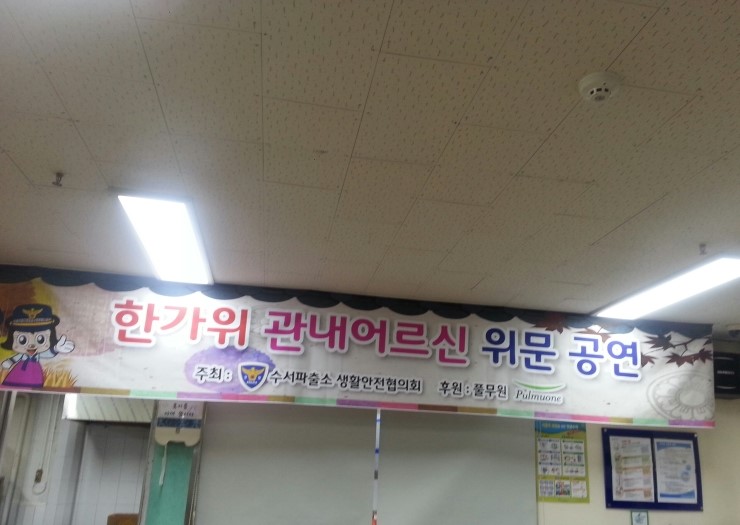 한가위 관내어르신 위문 공연
주최 : 수서파출소 생활안전협의회 후원 : 풀무원 Pulmuone